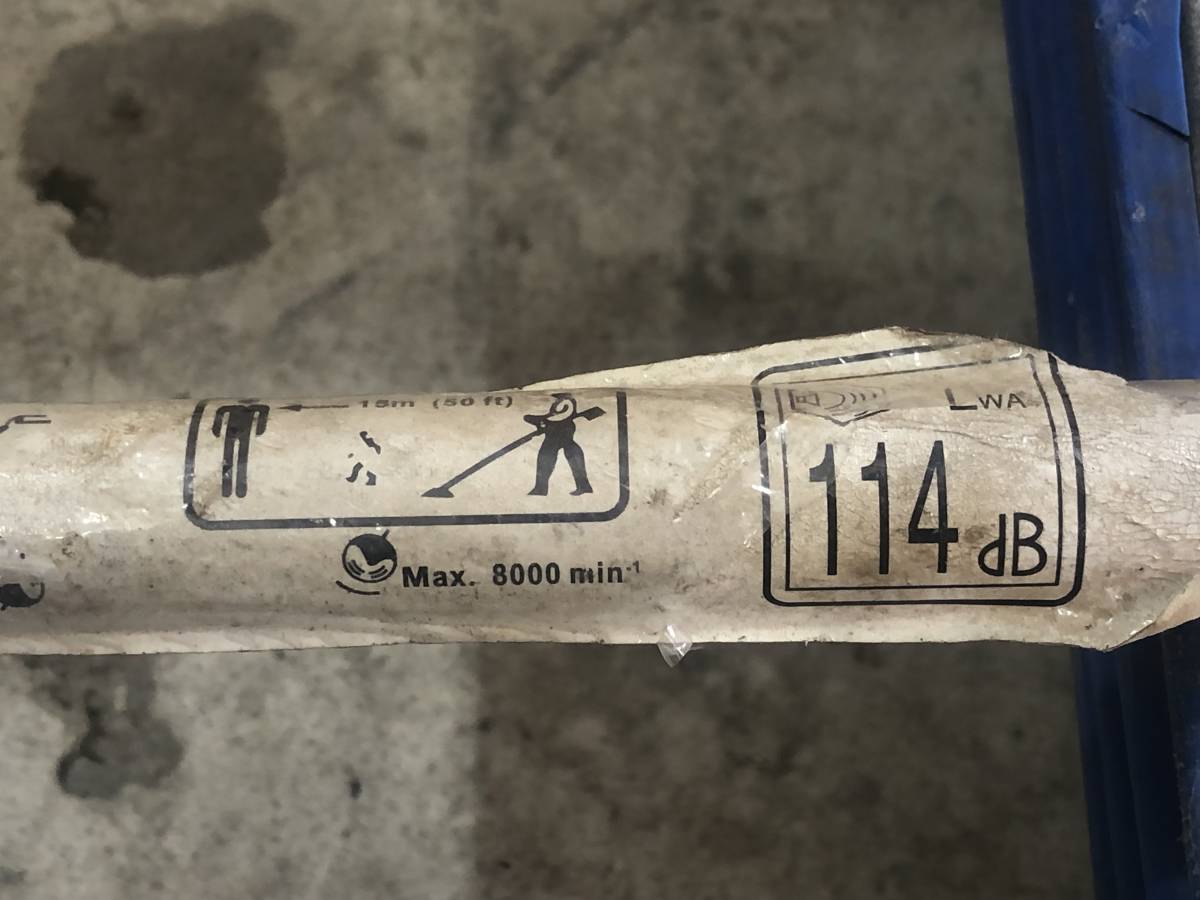 15m (50 ft)
Max. 8000 min-1
LWA
114 dB